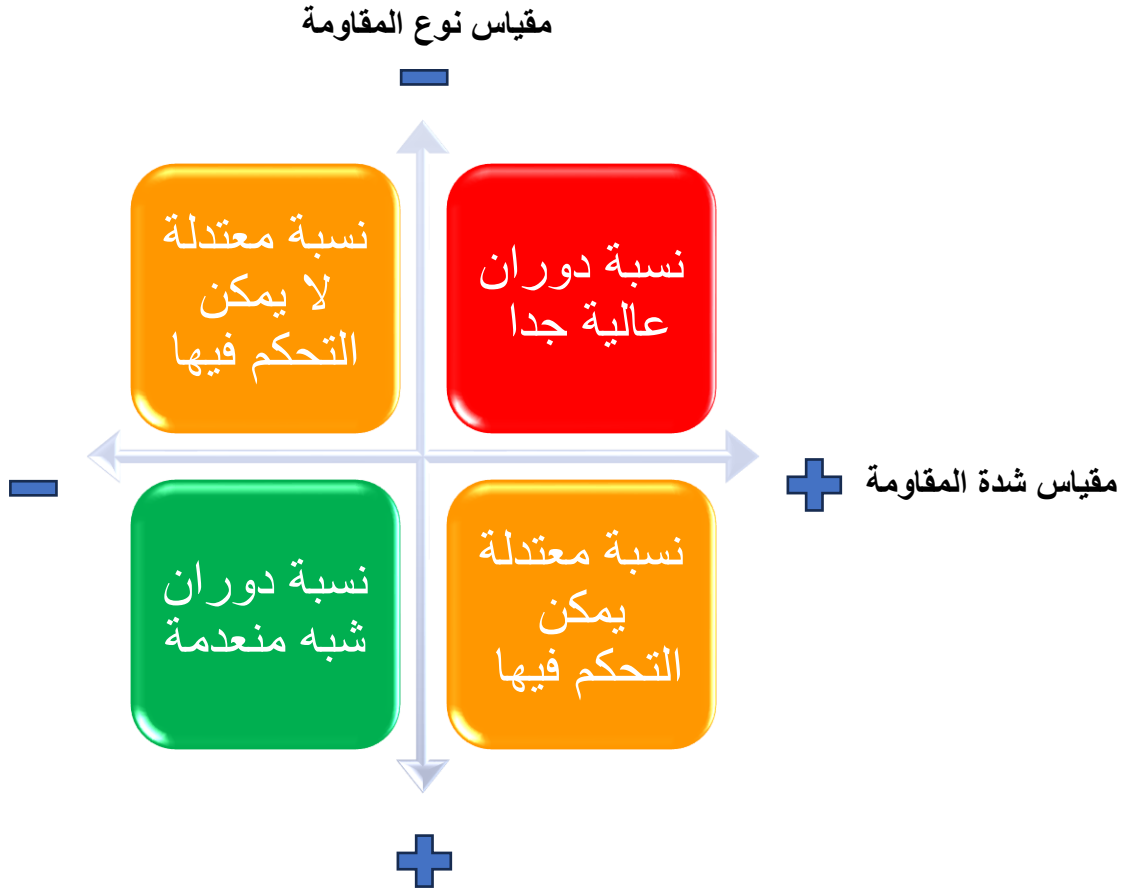 مقياس نوع المقاومة
نسبة دوران
عالية جدا
نسبة معتدلة
لا يمكن
التحكم فيها
مقياس شدة المقاومة
نسبة معتدلة
يمكن
التحكم فيها
نسبة دوران
شبه منعدمة